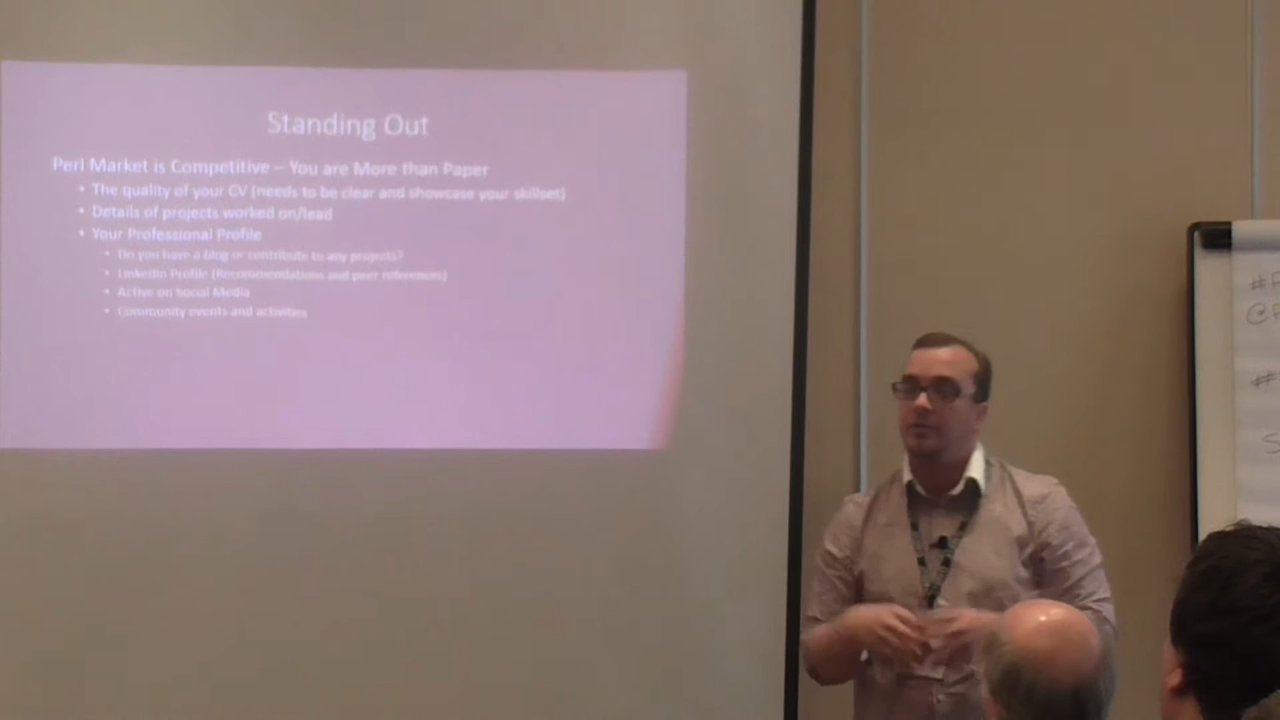 Standing Out
Perl Market is Competitive – You are More than Paper
• The quality of your CV (needs to be clear and showcase your skillset)
• Details of projects worked on/lead
• Your Professional Profile
• Do you have a blog or contribute to any projects?
• LinkedIn Profile (Recommendations and peer references)
• Active on Social Media
• Community events and activities